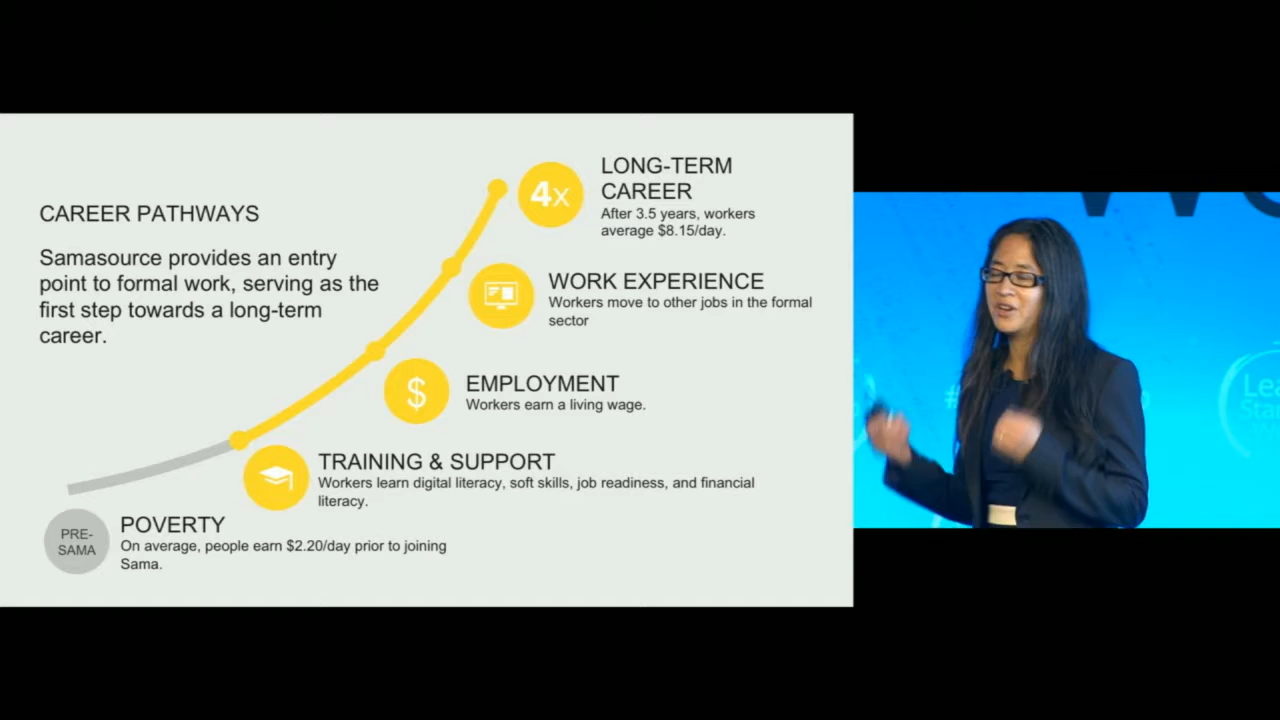 CAREER PATHWAYS
Samasource provides an entry
point to formal work, serving as the
first step towards a long-term
career.
4x
LONG-TERM
CAREER
After 3.5 years, workers
average $8.15/day.
WORK EXPERIENCE
Workers move to other jobs in the formal
sector
$
EMPLOYMENT
Workers earn a living wage.
TRAINING & SUPPORT
Workers learn digital literacy, soft skills, job readiness, and financial
literacy.
PRE-
SAMA
POVERTY
On average, people earn $2.20/day prior to joining
Sama.